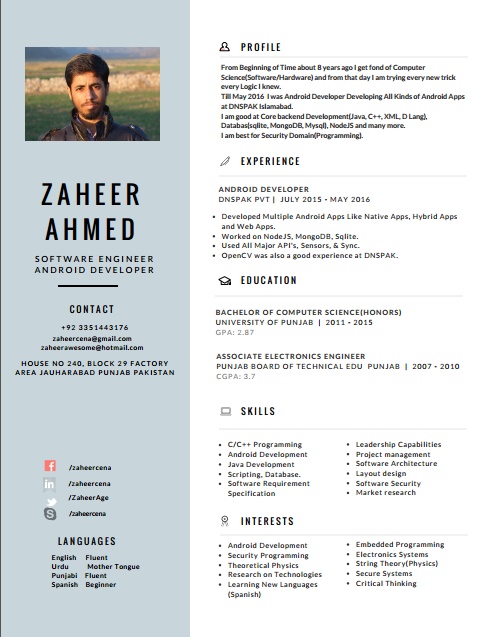 ZAHEER
AHMED
SOFTWARE ENGINEER
ANDROID DEVELOPER
CONTACT
+92 3351443176
zaheercena@gmail.com
zaheerawesome@hotmail.com
HOUSE NO 240, BLOCK 29 FACTORY
AREA JAUHARABAD PUNJAB PAKISTAN
/zaheercena
/zaheercena
/ZaheerAge
/zaheercena
LANGUAGES
English Fluent
Urdu Mother Tongue
Punjabi Fluent
Spanish Beginner
PROFILE
From Beginning of Time about 8 years ago I get fond of Computer
Science(Software/Hardware) and from that day I am trying every new trick
every Logic I knew.
Till May 2016 I was Android Developer Developing All Kinds of Android Apps
at DNSPAK Islamabad.
I am good at Core backend Development(Java, C++, XML, D Lang),
Databas(sqlite, MongoDB, Mysql), NodeJS and many more.
I am best for Security Domain(Programming).
EXPERIENCE
ANDROID DEVELOPER
DNSPAK PVT | JULY 2015 - MAY 2016
• Developed Multiple Android Apps Like Native Apps, Hybrid Apps
and Web Apps.
• Worked on NodeJS, MongoDB, Sqlite.
• Used All Major API's, Sensors, & Sync.
• OpenCV was also a good experience at DNSPAK.
EDUCATION
BACHELOR OF COMPUTER SCIENCE(HONORS)
UNIVERSITY OF PUNJAB | 2011 - 2015
GPA: 2.87
ASSOCIATE ELECTRONICS ENGINEER
PUNJAB BOARD OF TECHNICAL EDU PUNJAB | 2007 - 2010
CGPA: 3.7
SKILLS
• C/C++ Programming
• Android Development
• Java Development
• Scripting, Database.
• Software Requirement
Specification
• Leadership Capabilities
• Project management
• Software Architecture
• Layout design
• Software Security
• Market research
INTERESTS
• Android Development
• Security Programming
• Theoretical Physics
• Research on Technologies
• Learning New Languages
(Spanish)
• Embedded Programming
• Electronics Systems
• String Theory(Physics)
• Secure Systems
• Critical Thinking